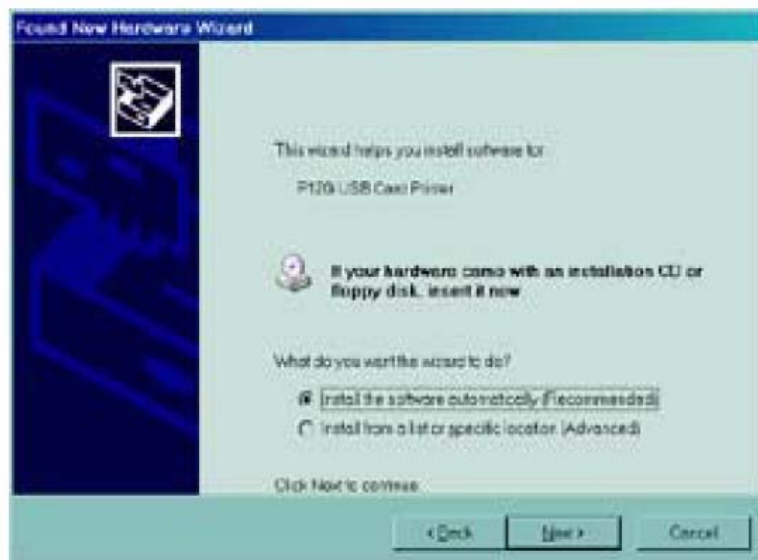 Found New Hardware Wizard
This wizard helps you install software for:
P120i USB Card Printer
If your hardware came with an installation CD or
floppy disk, insert it now
What do you want the wizard to do?
Install the software automatically (Recommended)
Install from a list or specific location (Advanced)
Click Next to continue
< Back
Next >
Cancel